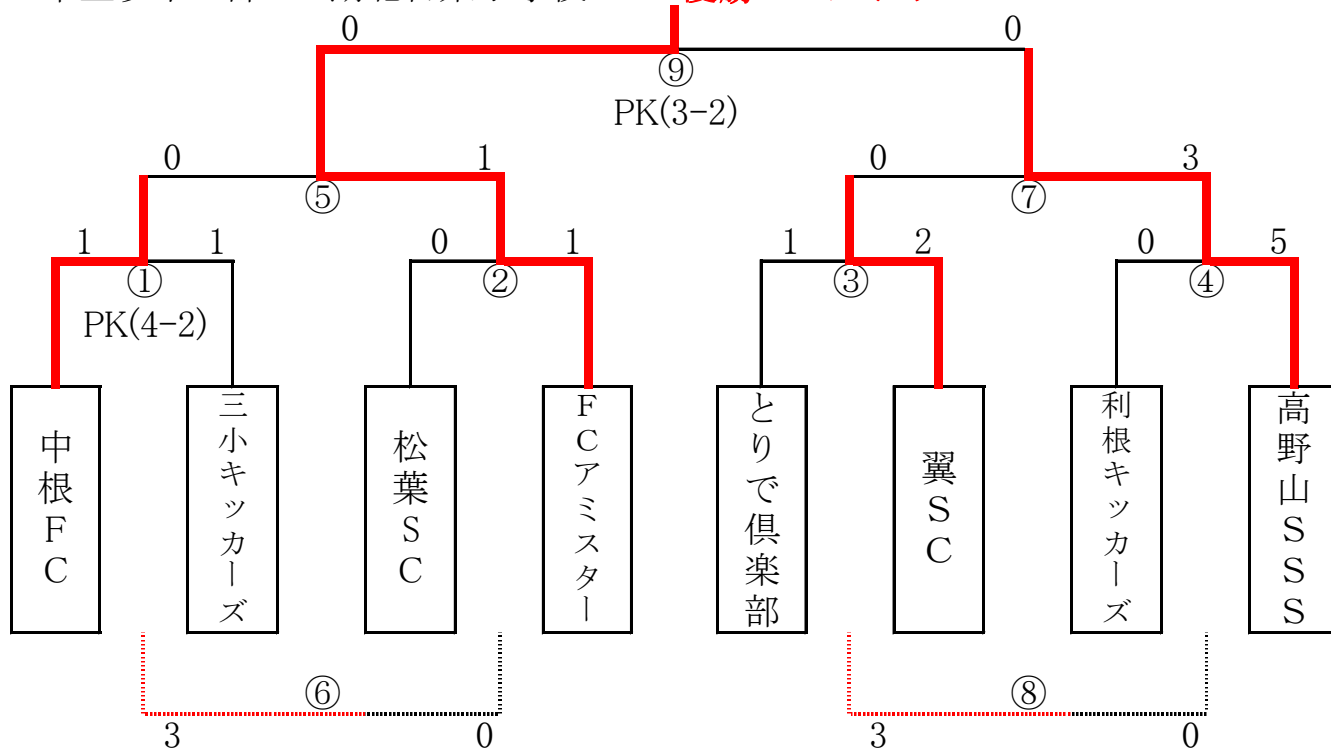 0 0
⑨
PK(3-2)
0 1 0 3
⑤ ⑦
1 1 0 1 1 2 0 5
① ② ③ ④
PK(4-2)
中根FC
三小キッカーズ
松葉SC
FCアミスター
とりで倶楽部
翼SC
利根キッカーズ
高野山SSS
⑥ ⑧
3 0 3 0